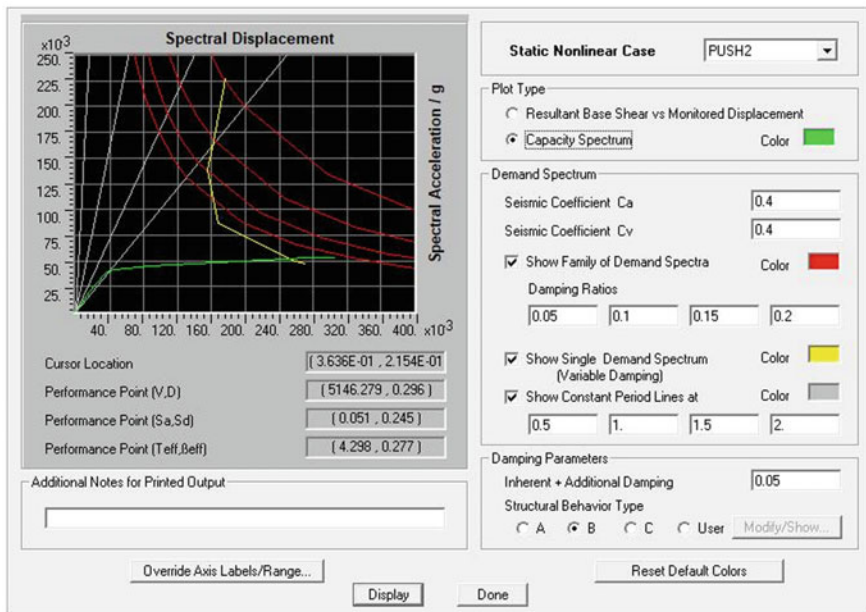 Spectral Displacement
x10³
250.
225.
200.
175.
150.
125.
100.
75.
50.
25.
40. 80. 120. 160. 200. 240. 280. 320. 360. 400. x10⁻³
Spectral Acceleration / g
Cursor Location ( 3.636E-01 , 2.154E-01
Performance Point (V,D) ( 5146.279 , 0.296 )
Performance Point (Sa,Sd) ( 0.051 , 0.245 )
Performance Point (Teff,βeff) ( 4.298 , 0.277 )
Additional Notes for Printed Output
Static Nonlinear Case PUSH2
Plot Type
Resultant Base Shear vs Monitored Displacement
Capacity Spectrum Color
Demand Spectrum
Seismic Coefficient Ca 0.4
Seismic Coefficient Cv 0.4
Show Family of Demand Spectra Color
Damping Ratios
0.05 0.1 0.15 0.2
Show Single Demand Spectrum Color
(Variable Damping)
Show Constant Period Lines at Color
0.5 1. 1.5 2.
Damping Parameters
Inherent + Additional Damping 0.05
Structural Behavior Type
A B C User Modify/Show...
Override Axis Labels/Range... Reset Default Colors
Display Done